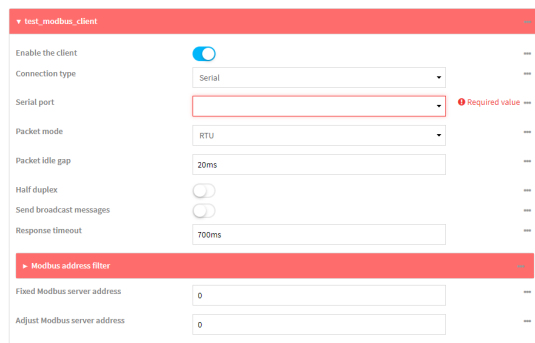 ▼ test_modbus_client
Enable the client
Connection type Serial
Serial port Required value
Packet mode RTU
Packet idle gap 20ms
Half duplex
Send broadcast messages
Response timeout 700ms
► Modbus address filter
Fixed Modbus server address 0
Adjust Modbus server address 0